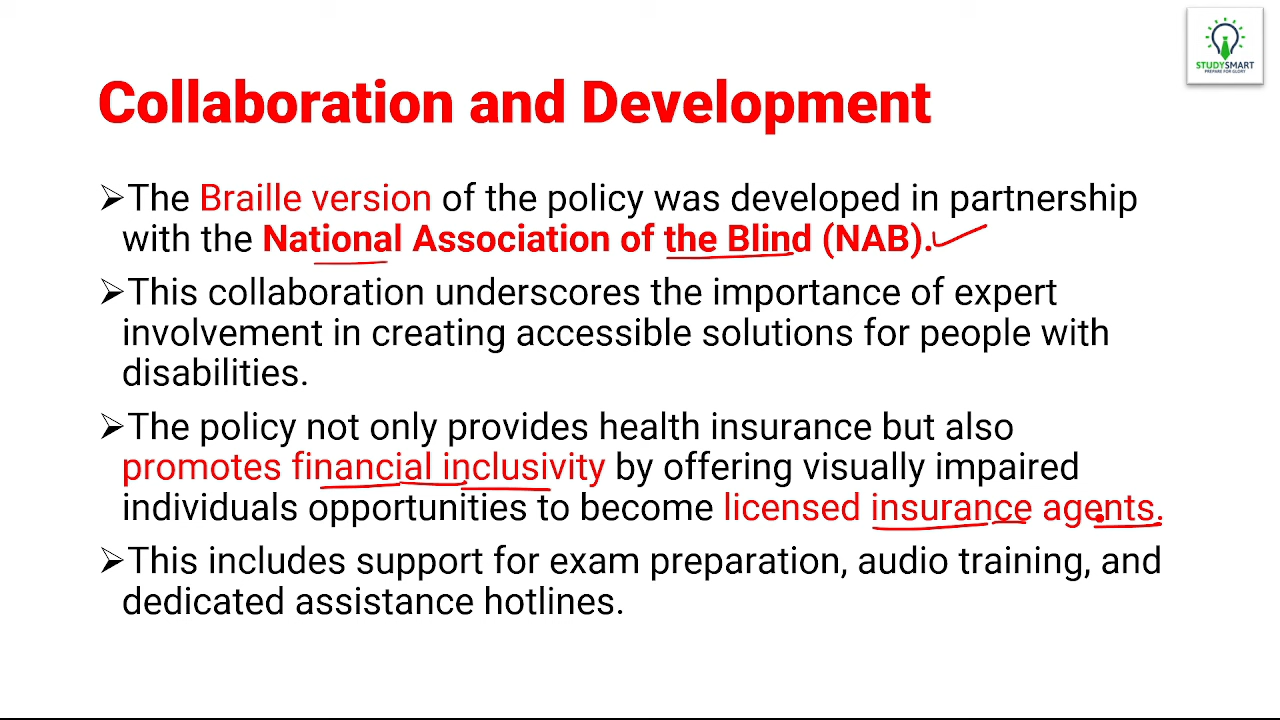 STUDYSMART
PREPARE FOR GLORY
Collaboration and Development
➢The Braille version of the policy was developed in partnership
with the National Association of the Blind (NAB).
➢This collaboration underscores the importance of expert
involvement in creating accessible solutions for people with
disabilities.
➢The policy not only provides health insurance but also
promotes financial inclusivity by offering visually impaired
individuals opportunities to become licensed insurance agents.
➢This includes support for exam preparation, audio training, and
dedicated assistance hotlines.